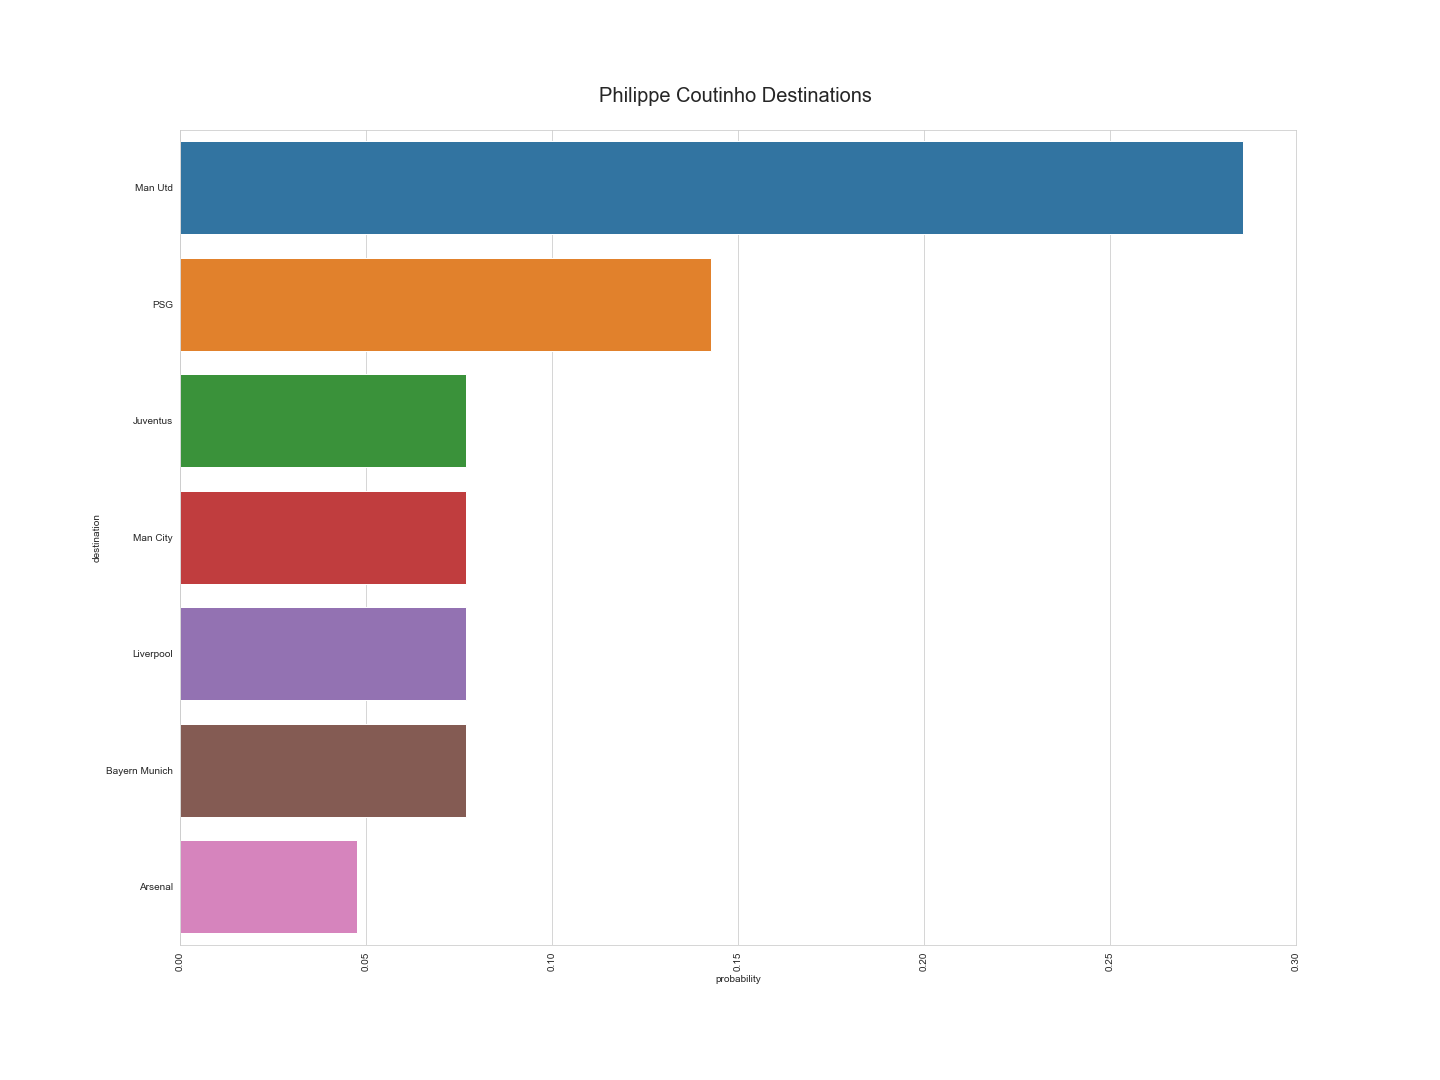 Philippe Coutinho Destinations
Man Utd
PSG
Juventus
Man City
destination
Liverpool
Bayern Munich
Arsenal
0.00
0.05
0.10
0.15
0.20
0.25
0.30
probability